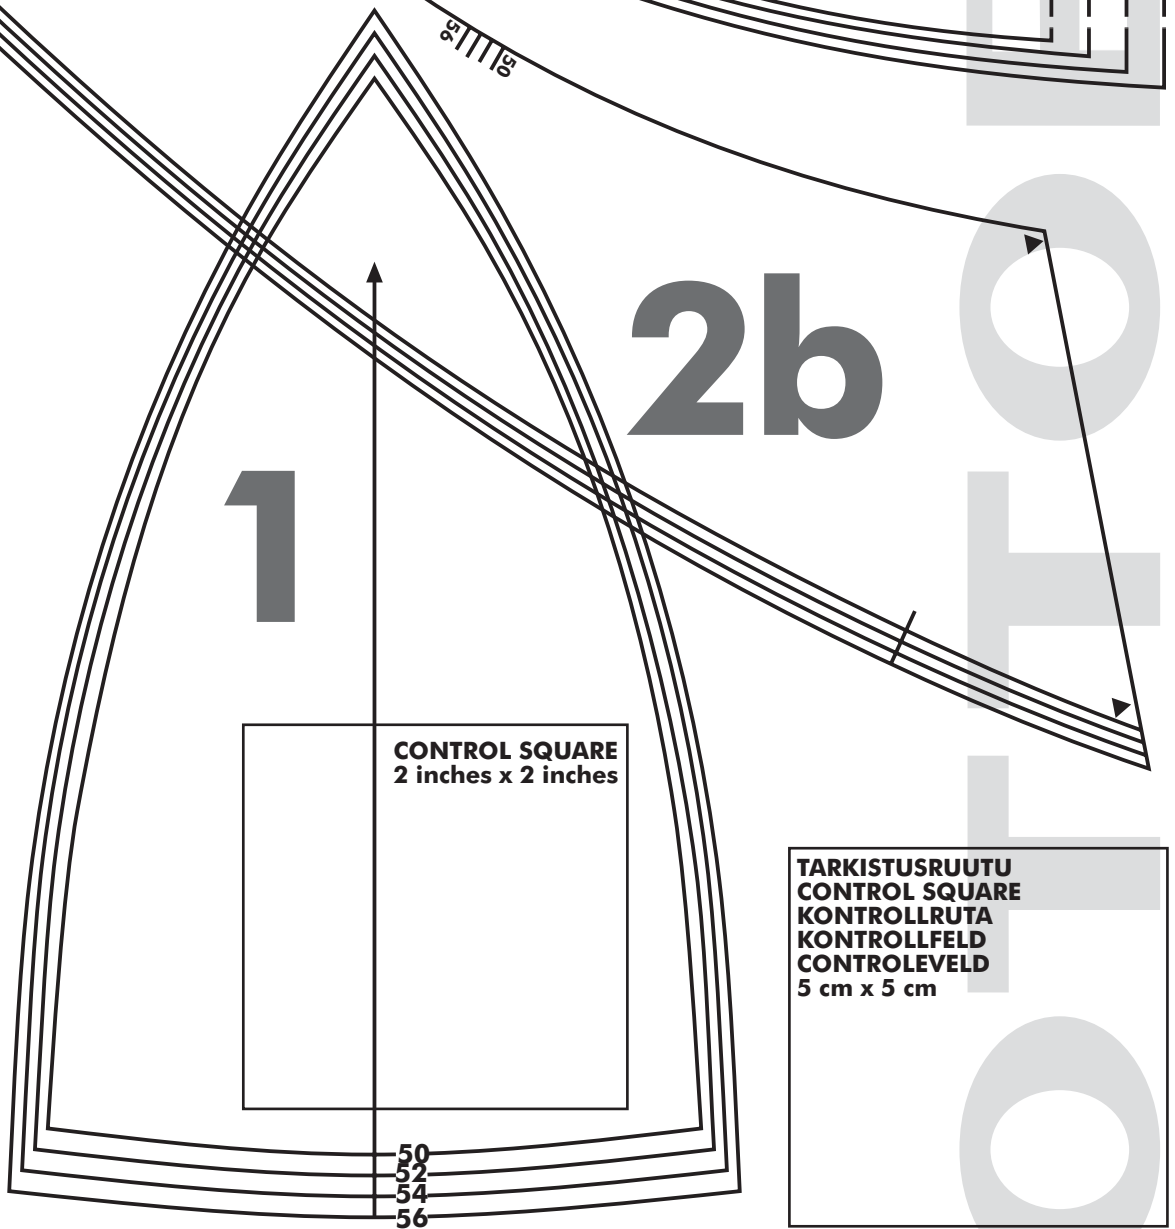 56
50
2b
1
CONTROL SQUARE
2 inches x 2 inches
TARKISTUSRUUTU
CONTROL SQUARE
KONTROLLRUTA
KONTROLLFELD
CONTROLEVELD
5 cm x 5 cm
50
52
54
56
OTTO